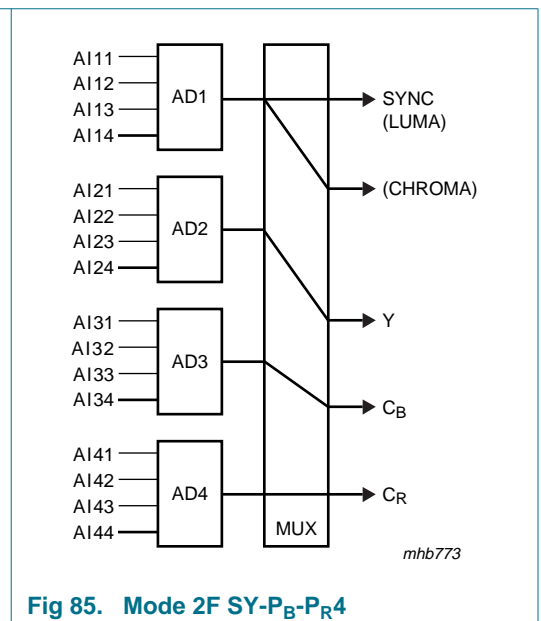 AI11
AI12
AI13
AI14
AD1
SYNC
(LUMA)
(CHROMA)
AI21
AI22
AI23
AI24
AD2
Y
AI31
AI32
AI33
AI34
AD3
CB
AI41
AI42
AI43
AI44
AD4
CR
MUX
mhb773
Fig 85. Mode 2F SY-PB-PR4